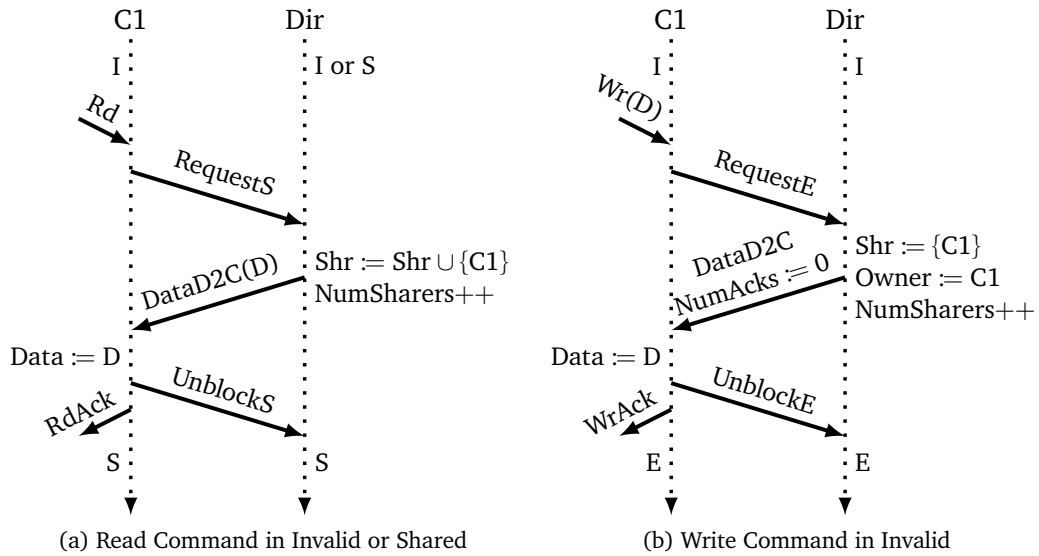 C1
Dir
I
I or S
Rd
RequestS
Shr := Shr ∪ {C1}
NumSharers++
DataD2C(D)
Data := D
UnblockS
RdAck
S
S
(a) Read Command in Invalid or Shared
C1
Dir
I
I
Wr(D)
RequestE
DataD2C
NumAcks := 0
Shr := {C1}
Owner := C1
NumSharers++
Data := D
UnblockE
WrAck
E
E
(b) Write Command in Invalid